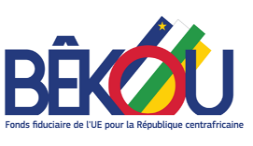 BÊKOU
Fonds fiduciaire de l'UE pour la République centrafricaine